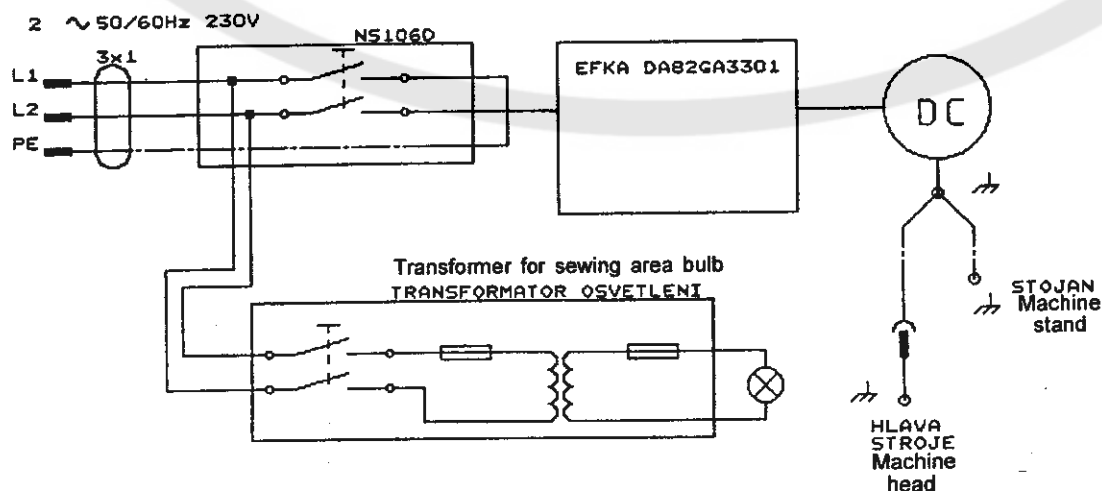 2 ∿ 50/60Hz 230V
NS106D
3x1
L1
L2
PE
EFKA DA82GA3301
DC
Transformer for sewing area bulb
TRANSFORMATOR OSVETLENI
STOJAN
Machine
stand
HLAVA
STROJE
Machine
head